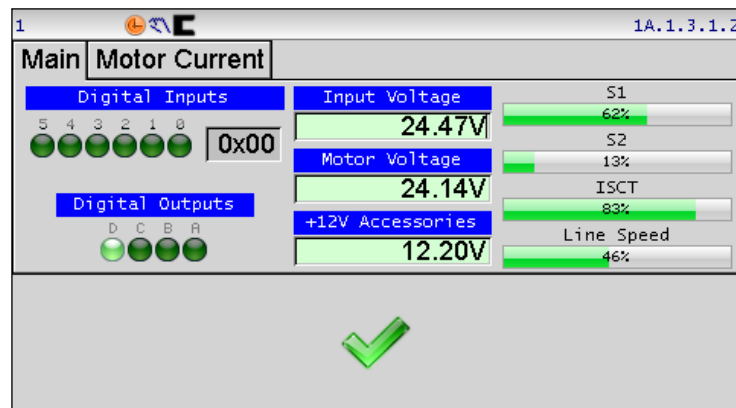 1 1A.1.3.1.2
Main Motor Current
Digital Inputs
5 4 3 2 1 0
0x00
Digital Outputs
D C B A
Input Voltage
24.47V
Motor Voltage
24.14V
+12V Accessories
12.20V
S1
62%
S2
13%
ISCT
83%
Line Speed
46%